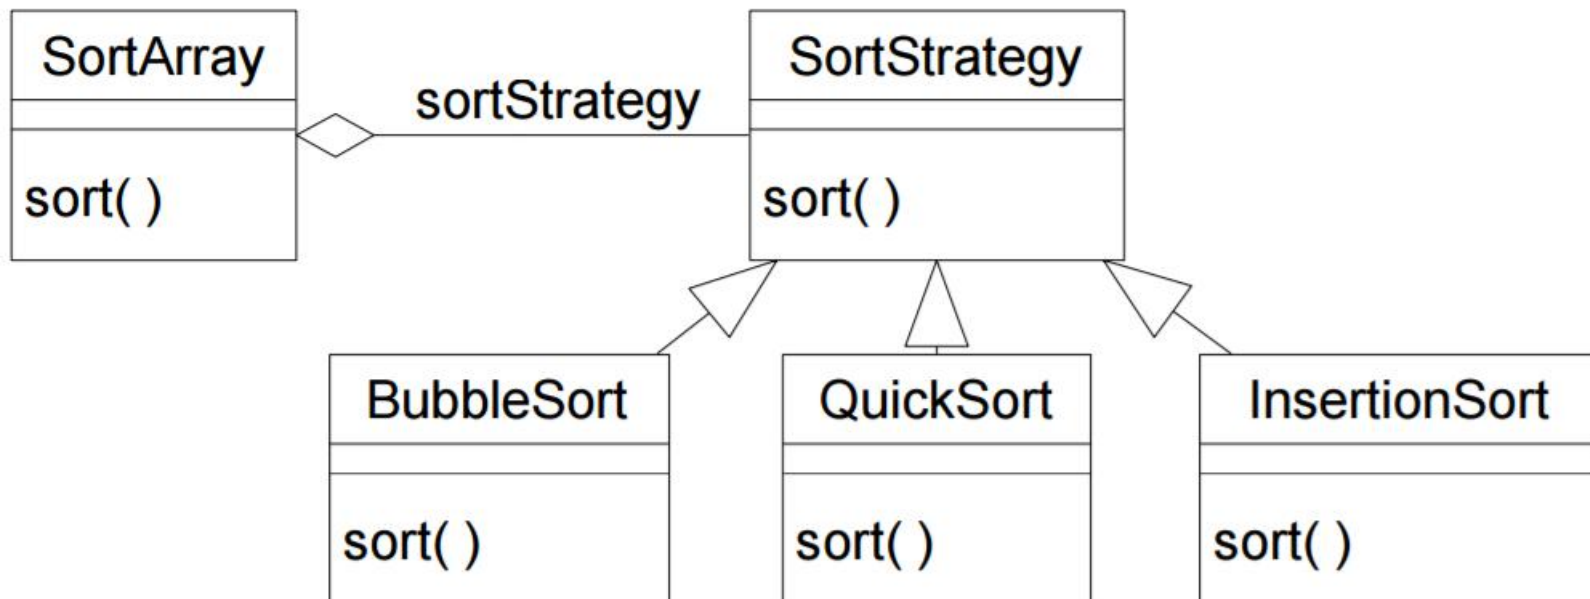 SortArray
sort( )
sortStrategy
SortStrategy
sort( )
BubbleSort
sort( )
QuickSort
sort( )
InsertionSort
sort( )